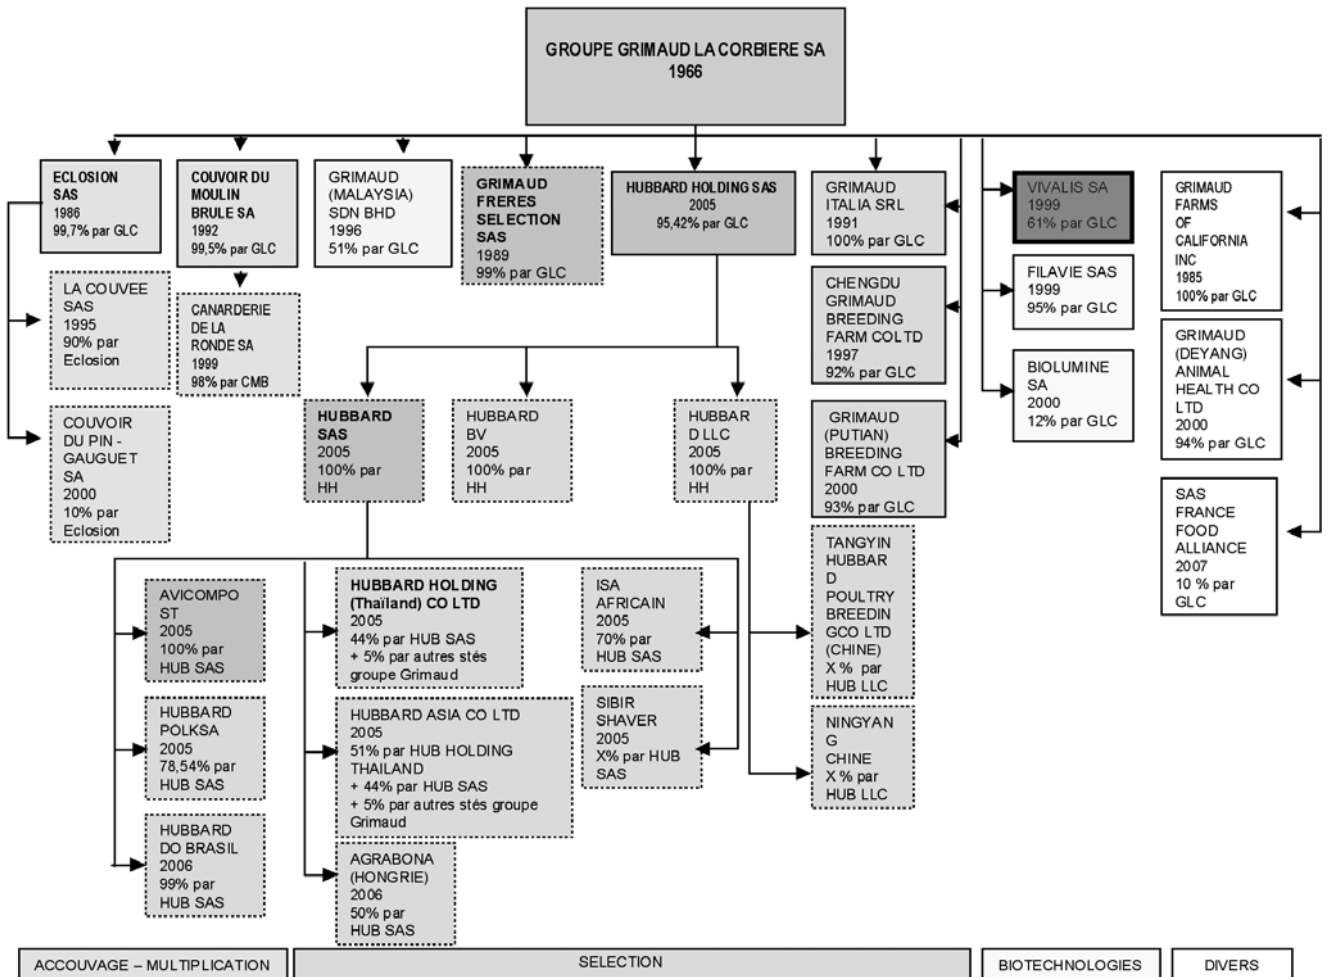 GROUPE GRIMAUD LA CORBIERE SA
1966
ECLOSION
SAS
1986
99,7% par GLC
COUVOIR DU
MOULIN
BRULE SA
1992
99,5% par GLC
GRIMAUD
(MALAYSIA)
SDN BHD
1996
51% par GLC
GRIMAUD
FRERES
SELECTION
SAS
1989
99% par GLC
HUBBARD HOLDING SAS
2005
95,42% par GLC
GRIMAUD
ITALIA SRL
1991
100% par GLC
VIVALIS SA
1999
61% par GLC
GRIMAUD
FARMS
OF
CALIFORNIA
INC
1985
100% par GLC
LA COUVEE
SAS
1995
90% par
Eclosion
CANARDERIE
DE LA
RONDE SA
1999
98% par CMB
CHENGDU
GRIMAUD
BREEDING
FARM COLTD
1997
92% par GLC
FILAVIE SAS
1999
95% par GLC
GRIMAUD
(DEYANG)
ANIMAL
HEALTH CO
LTD
2000
94% par GLC
BIOLUMINE
SA
2000
12% par GLC
COUVOIR
DU PIN -
GAUGUET
SA
2000
10% par
Eclosion
HUBBARD
SAS
2005
100% par
HH
HUBBARD
BV
2005
100% par
HH
HUBBAR
D LLC
2005
100% par
HH
GRIMAUD
(PUTIAN)
BREEDING
FARM CO LTD
2000
93% par GLC
SAS
FRANCE
FOOD
ALLIANCE
2007
10 % par
GLC
AVICOMPO
ST
2005
100% par
HUB SAS
HUBBARD HOLDING
(Thaïland) CO LTD
2005
44% par HUB SAS
+ 5% par autres stés
groupe Grimaud
ISA
AFRICAIN
2005
70% par
HUB SAS
TANGYIN
HUBBAR
D
POULTRY
BREEDIN
GCO LTD
(CHINE)
X % par
HUB LLC
HUBBARD
POLKSA
2005
78,54% par
HUB SAS
HUBBARD ASIA CO LTD
2005
51% par HUB HOLDING
THAILAND
+ 44% par HUB SAS
+ 5% par autres stés groupe
Grimaud
SIBIR
SHAVER
2005
X% par HUB
SAS
NINGYAN
G
CHINE
X % par
HUB LLC
HUBBARD
DO BRASIL
2006
99% par
HUB SAS
AGRABONA
(HONGRIE)
2006
50% par
HUB SAS
ACCOUVAGE – MULTIPLICATION
SELECTION
BIOTECHNOLOGIES
DIVERS